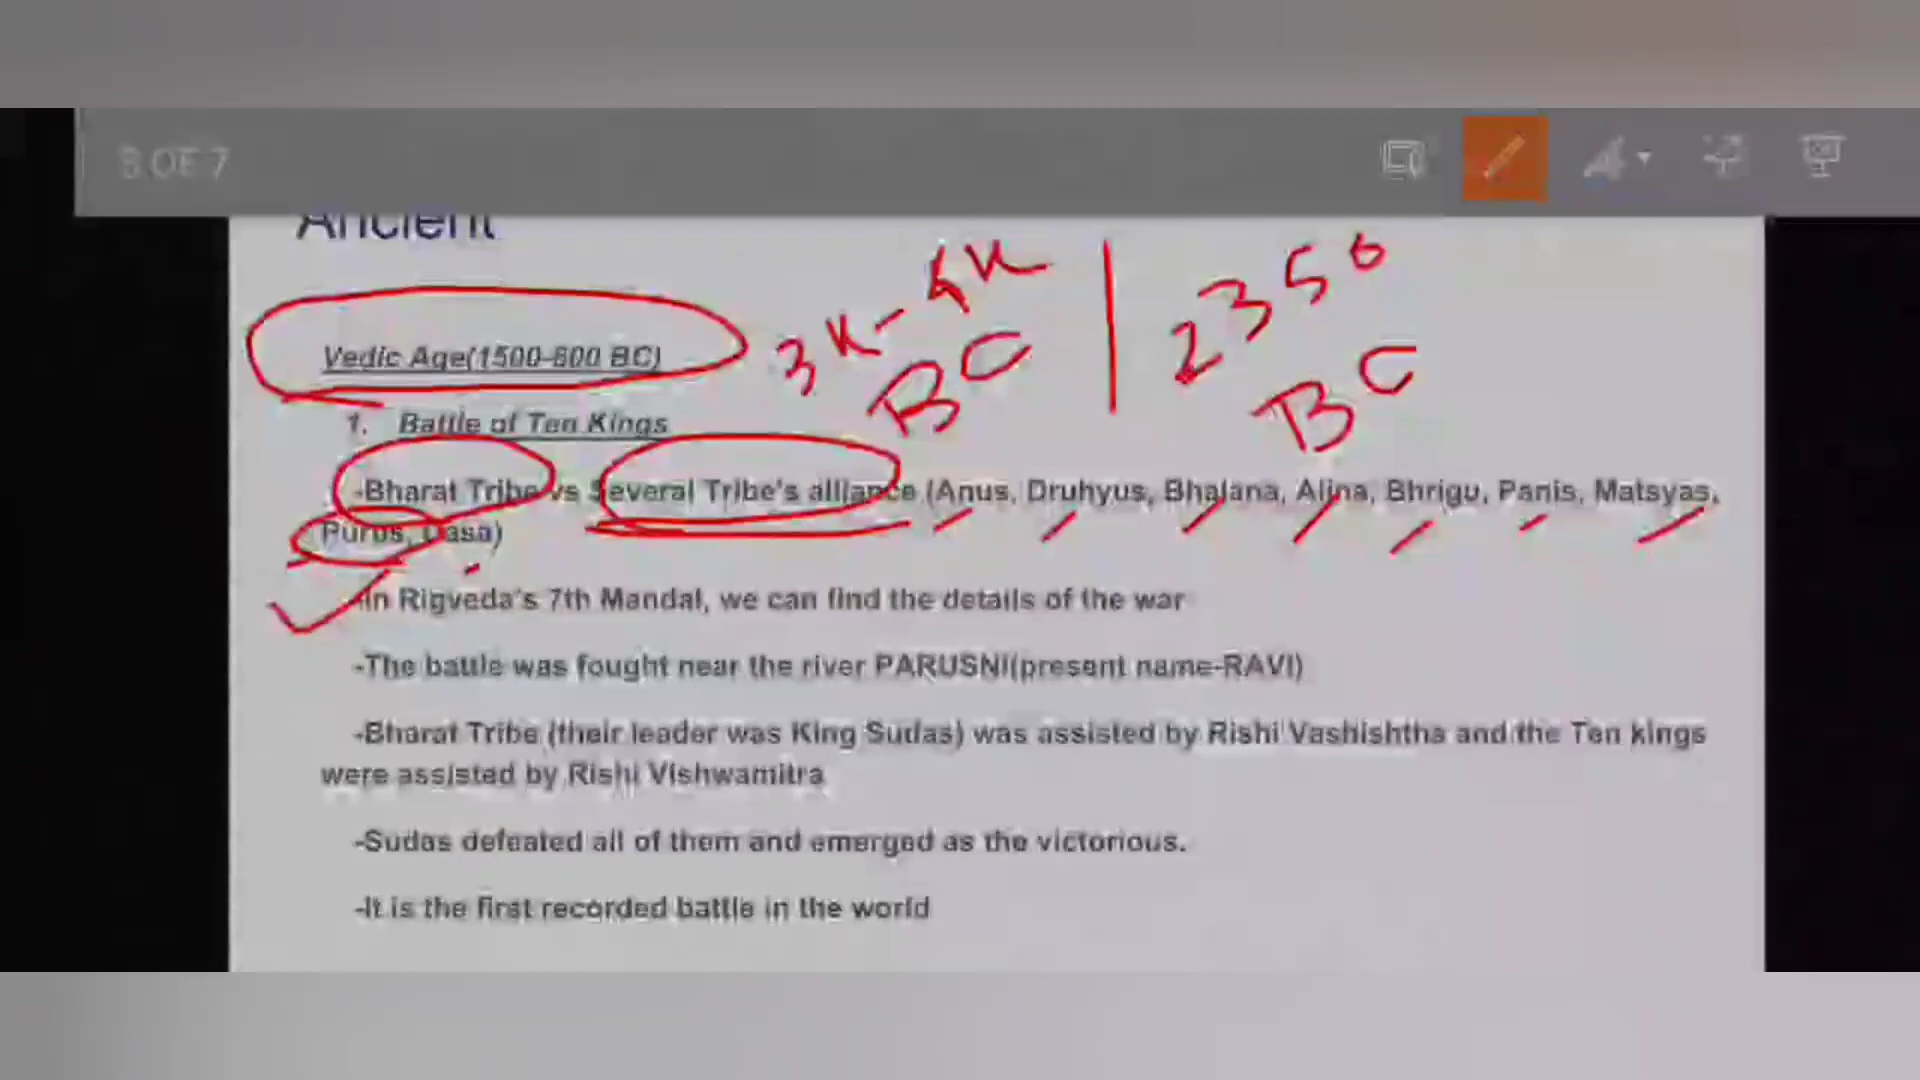 3 OF 7
Ancient
Vedic Age(1500-600 BC)
3K-4K
BC
2350
BC
1. Battle of Ten Kings
-Bharat Tribe vs Several Tribe's alliance (Anus, Druhyus, Bhalana, Alina, Bhrigu, Panis, Matsyas,
Purus, Dasa)
-In Rigveda's 7th Mandal, we can find the details of the war
-The battle was fought near the river PARUSNI(present name-RAVI)
-Bharat Tribe (their leader was King Sudas) was assisted by Rishi Vashishtha and the Ten kings
were assisted by Rishi Vishwamitra
-Sudas defeated all of them and emerged as the victorious.
-It is the first recorded battle in the world